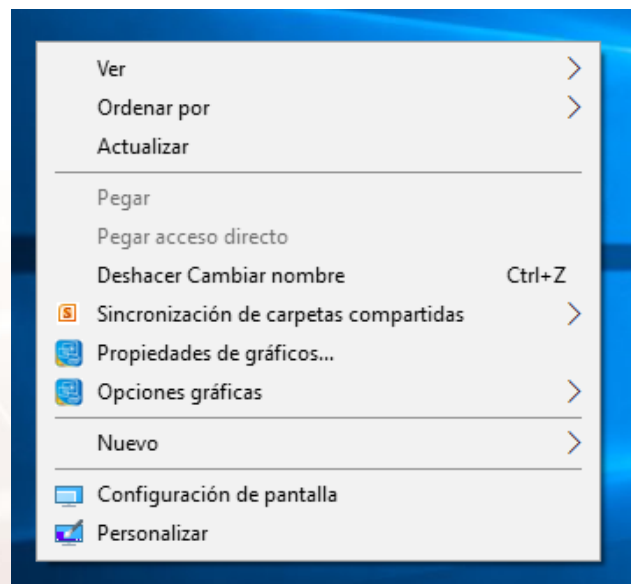 Ver
Ordenar por
Actualizar
Pegar
Pegar acceso directo
Deshacer Cambiar nombre Ctrl+Z
S Sincronización de carpetas compartidas
Propiedades de gráficos...
Opciones gráficas
Nuevo
Configuración de pantalla
Personalizar